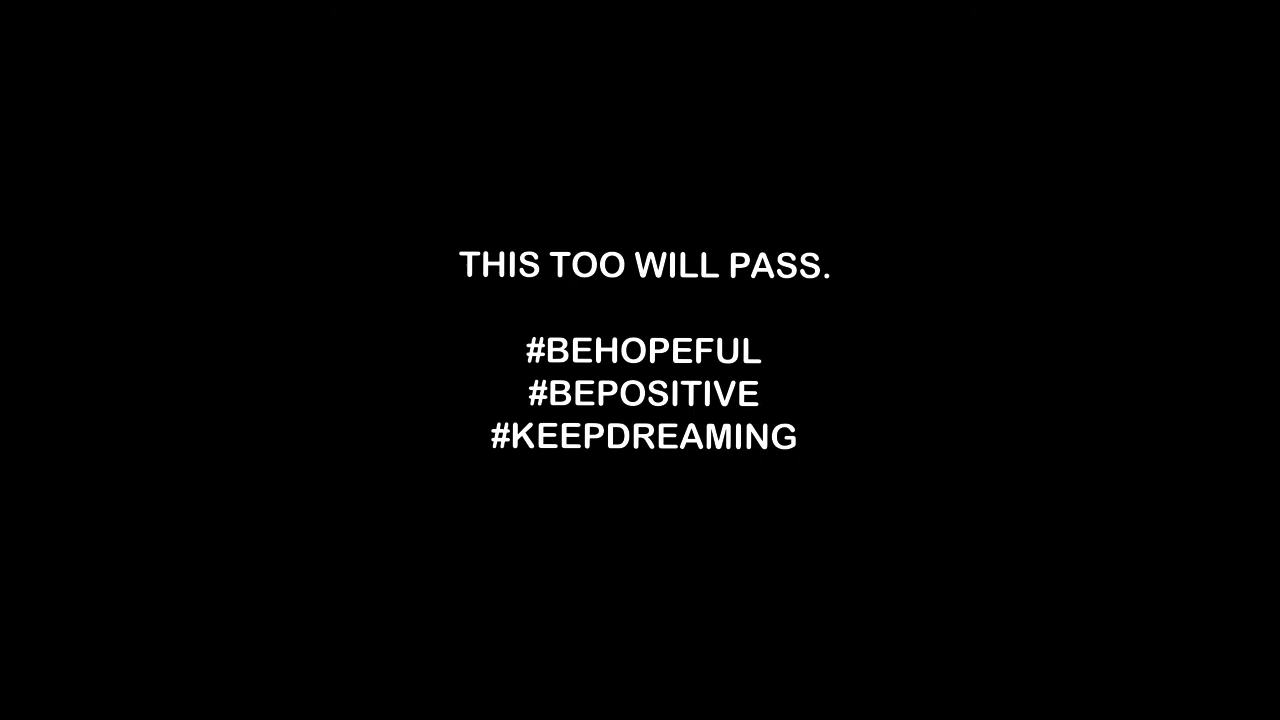 THIS TOO WILL PASS.
#BEHOPEFUL
#BEPOSITIVE
#KEEPDREAMING